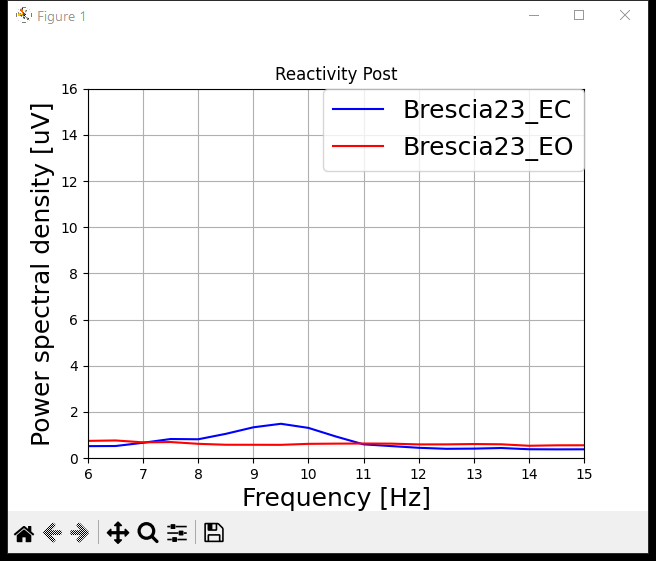 Figure 1
Reactivity Post
Brescia23_EC
Brescia23_EO
Power spectral density [uV]
16
14
12
10
8
6
4
2
0
6 7 8 9 10 11 12 13 14 15
Frequency [Hz]